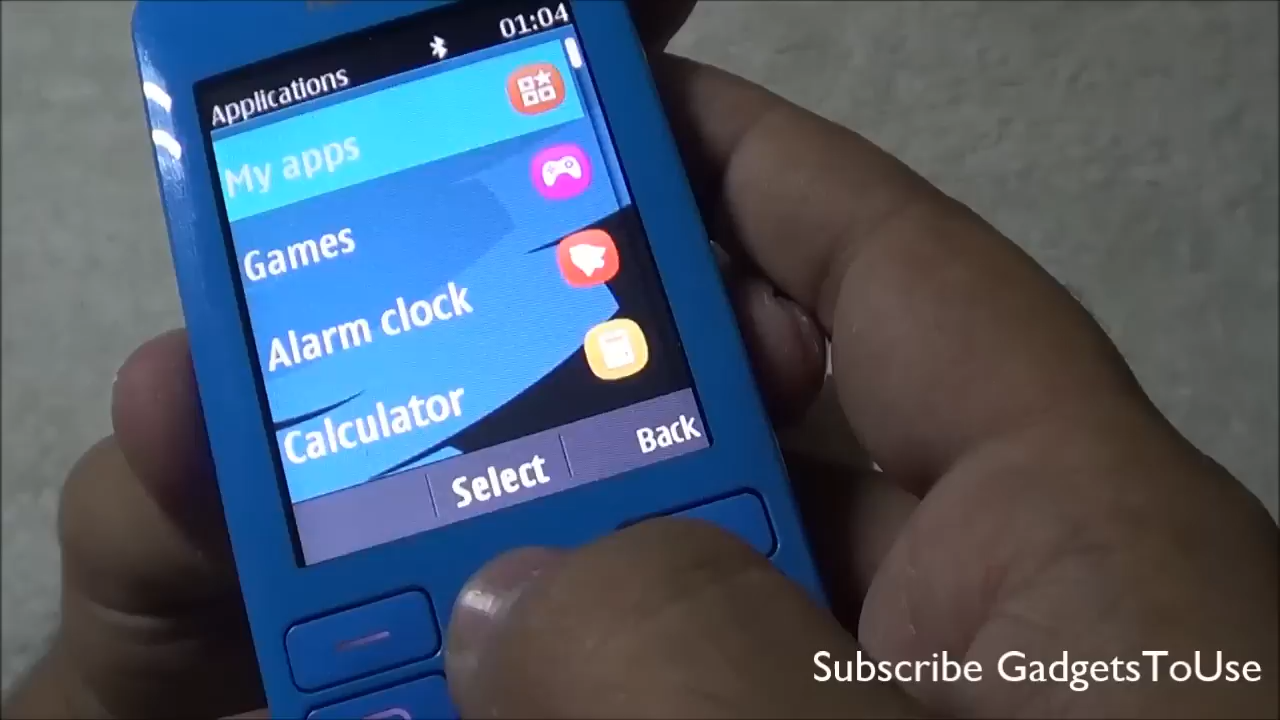 01:04
Applications
My apps
Games
Alarm clock
Calculator
Select
Back
Subscribe GadgetsToUse